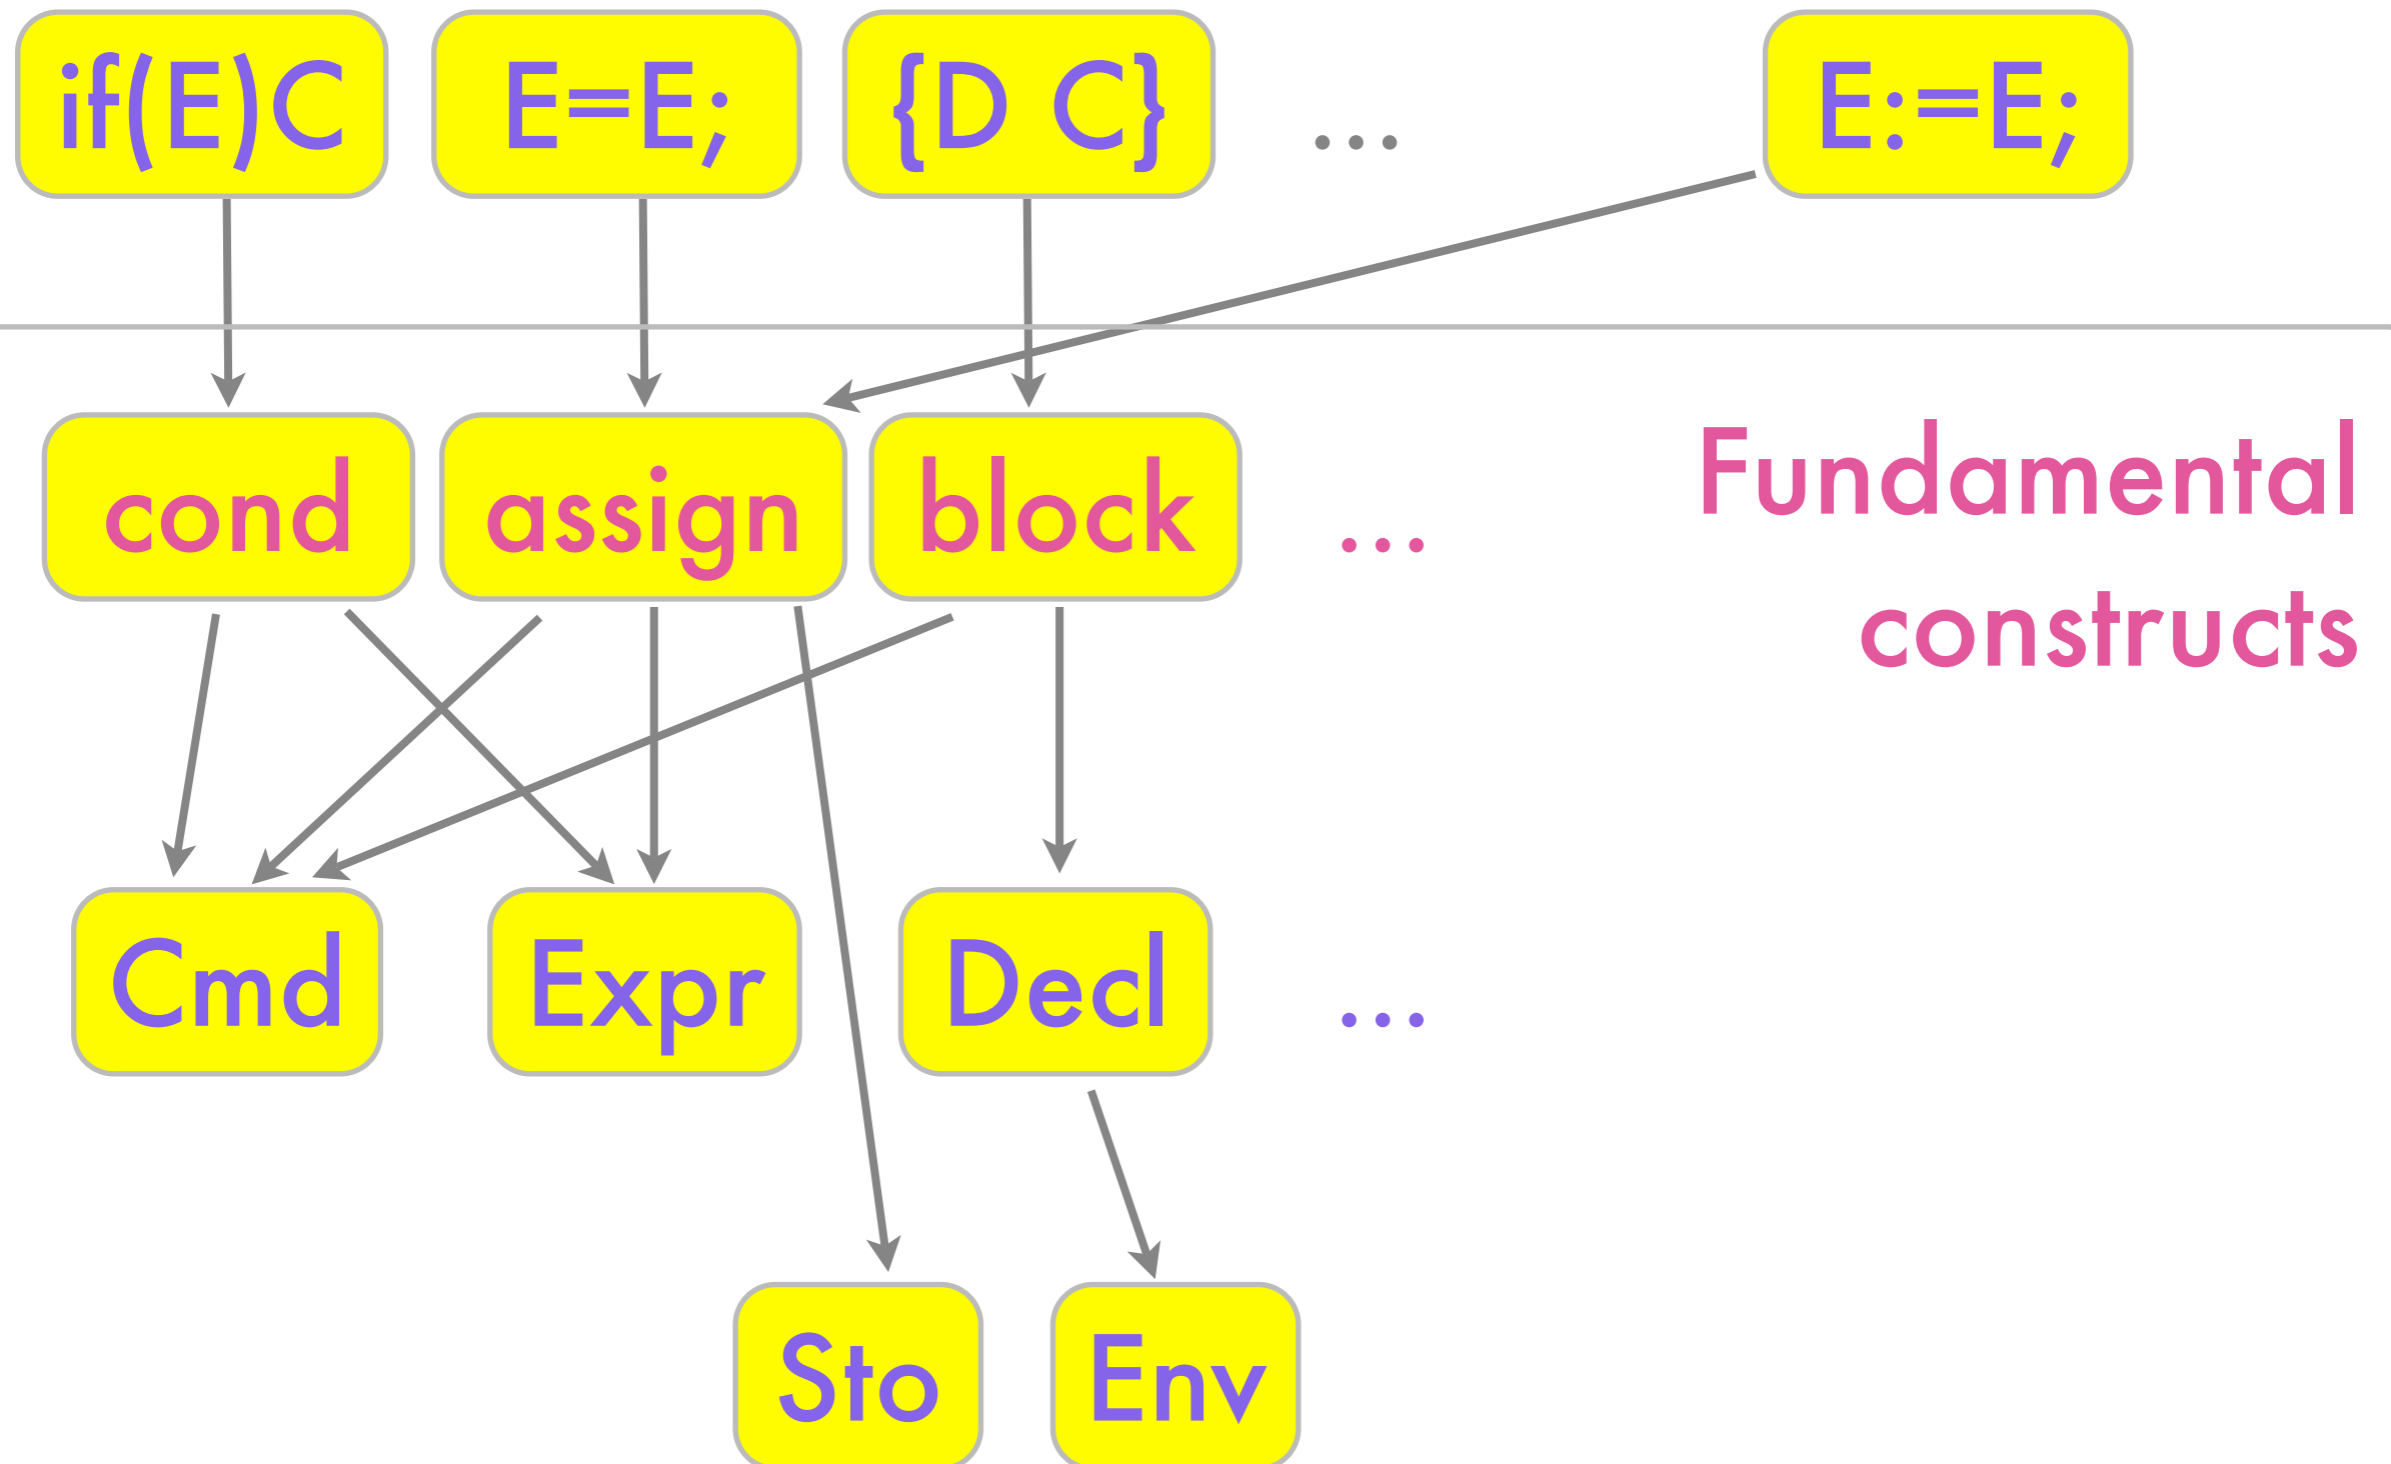 if(E)C E=E; {D C} ... E:=E;
cond assign block ... Fundamental
constructs
Cmd Expr Decl ...
Sto Env